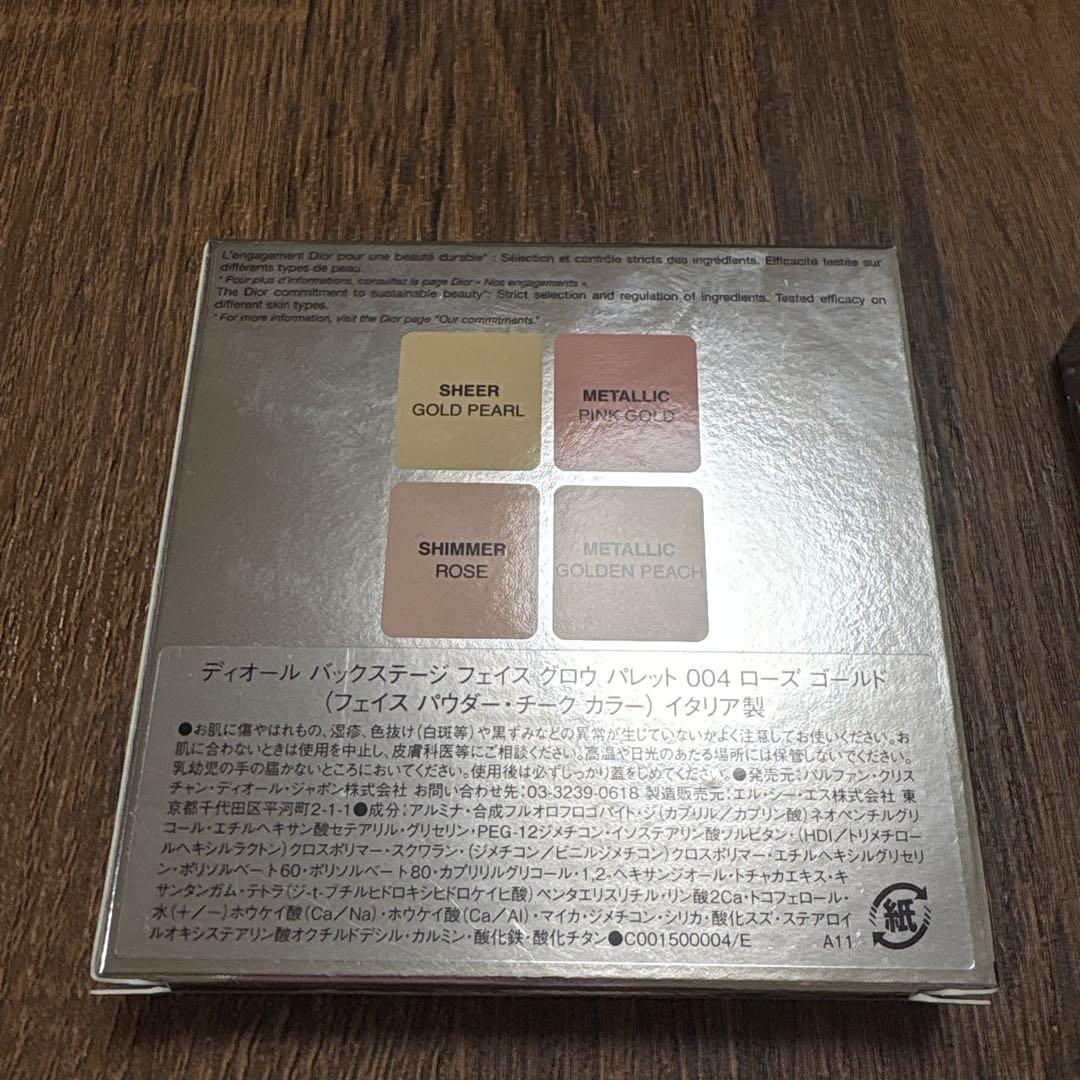 L'engagement Dior pour une beauté durable* : Sélection et contrôle stricts des ingrédients. Efficacité testée sur
différents types de peau.
* Pour plus d'informations, consultez la page Dior « Nos engagements ».
The Dior commitment to sustainable beauty*: Strict selection and regulation of ingredients. Tested efficacy on
different skin types.
* For more information, visit the Dior page "Our commitments."
SHEER
GOLD PEARL
METALLIC
PINK GOLD
SHIMMER
ROSE
METALLIC
GOLDEN PEACH
ディオール バックステージ フェイス グロウ パレット 004 ローズ ゴールド
(フェイス パウダー・チーク カラー) イタリア製
●お肌に傷やはれもの、湿疹、色抜け(白斑等)や黒ずみなどの異常が生じていないかよく注意してお使いください。お
肌に合わないときは使用を中止し、皮膚科医等にご相談ください。高温や日光のあたる場所には保管しないでください。
乳幼児の手の届かないところにおいてください。使用後は必ずしっかり蓋をしめてください。●発売元:パルファン・クリス
チャン・ディオール・ジャポン株式会社 お問い合わせ先:03-3239-0618 製造販売元:エル・シー・エス株式会社 東
京都千代田区平河町2-1-1●成分:アルミナ・合成フルオロフロゴパイト・ジ(カプリル/カプリン酸)ネオペンチルグリ
コール・エチルヘキサン酸セテアリル・グリセリン・PEG-12ジメチコン・イソステアリン酸ソルビタン・(HDI/トリメチロー
ルヘキシルラクトン)クロスポリマー・スクワラン・(ジメチコン/ビニルジメチコン)クロスポリマー・エチルヘキシルグリセリ
ン・ポリソルベート60・ポリソルベート80・カプリリルグリコール・1,2-ヘキサンジオール・トチャカエキス・キ
サンタンガム・テトラ(ジ-t-ブチルヒドロキシヒドロケイヒ酸)ペンタエリスリチル・リン酸2Ca・トコフェロール・
水(+/-)ホウケイ酸(Ca/Na)・ホウケイ酸(Ca/Al)・マイカ・ジメチコン・シリカ・酸化スズ・ステアロイ
ルオキシステアリン酸オクチルドデシル・カルミン・酸化鉄・酸化チタン●C001500004/E A11
紙